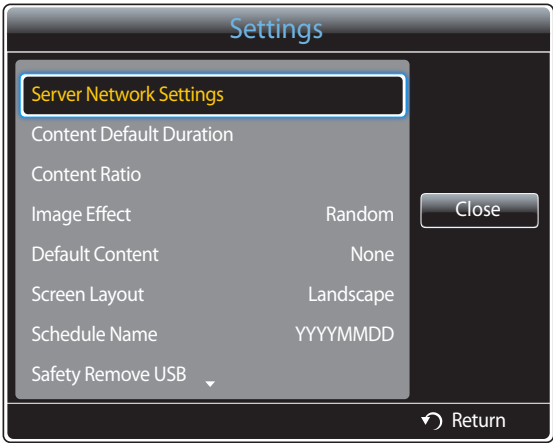 Settings
Server Network Settings
Content Default Duration
Content Ratio
Image Effect Random
Default Content None
Screen Layout Landscape
Schedule Name YYYYMMDD
Safety Remove USB
Close
Return